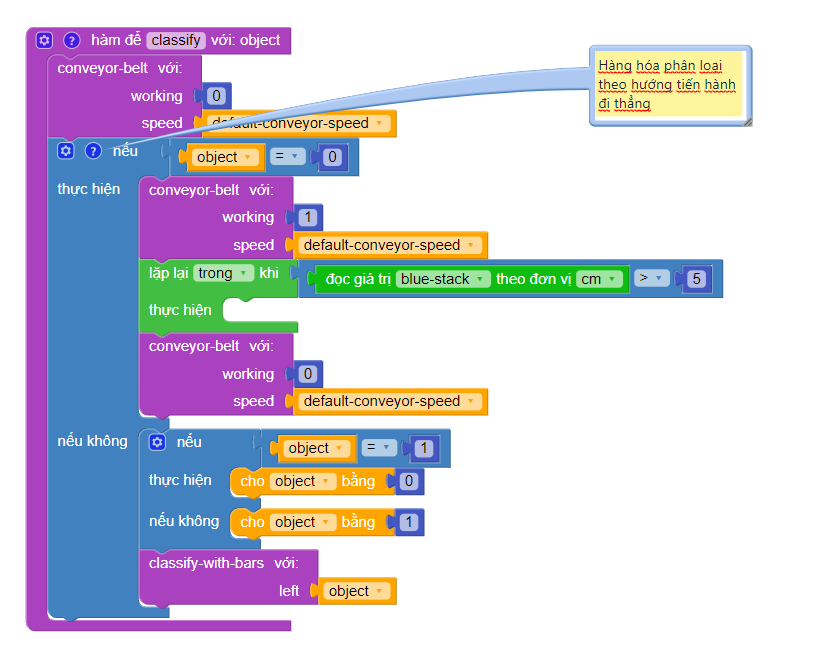 hàm để classify với: object
conveyor-belt với:
working 0
speed default-conveyor-speed
Hàng hóa phân loại
theo hướng tiến hành
đi thẳng
nếu object = 0
thực hiện conveyor-belt với:
working 1
speed default-conveyor-speed
lặp lại trong khi đọc giá trị blue-stack theo đơn vị cm > 5
thực hiện
conveyor-belt với:
working 0
speed default-conveyor-speed
nếu không nếu object = 1
thực hiện cho object bằng 0
nếu không cho object bằng 1
classify-with-bars với:
left object